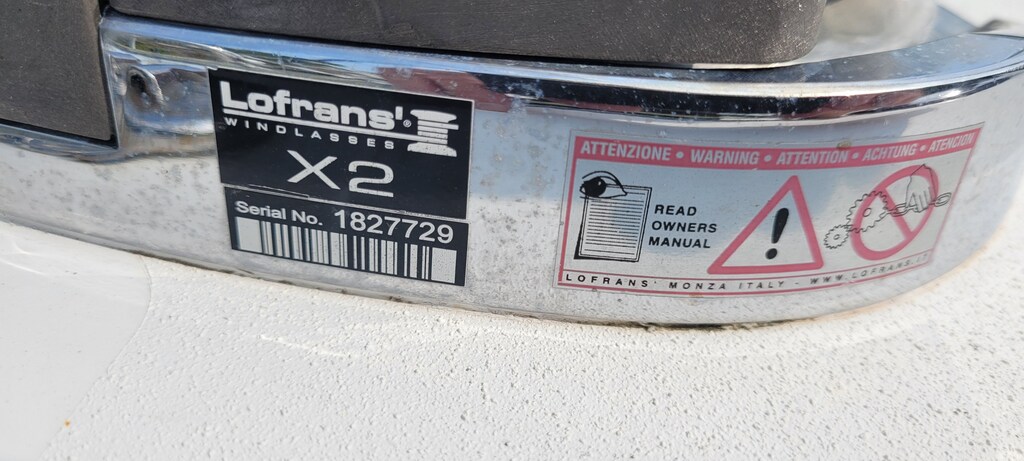 Lofrans'®
WINDLASSES
X2
Serial No. 1827729
ATTENZIONE • WARNING • ATTENTION • ACHTUNG • ATENCION
READ
OWNERS
MANUAL
!
LOFRANS' MONZA ITALY - WWW.LOFRANS.IT